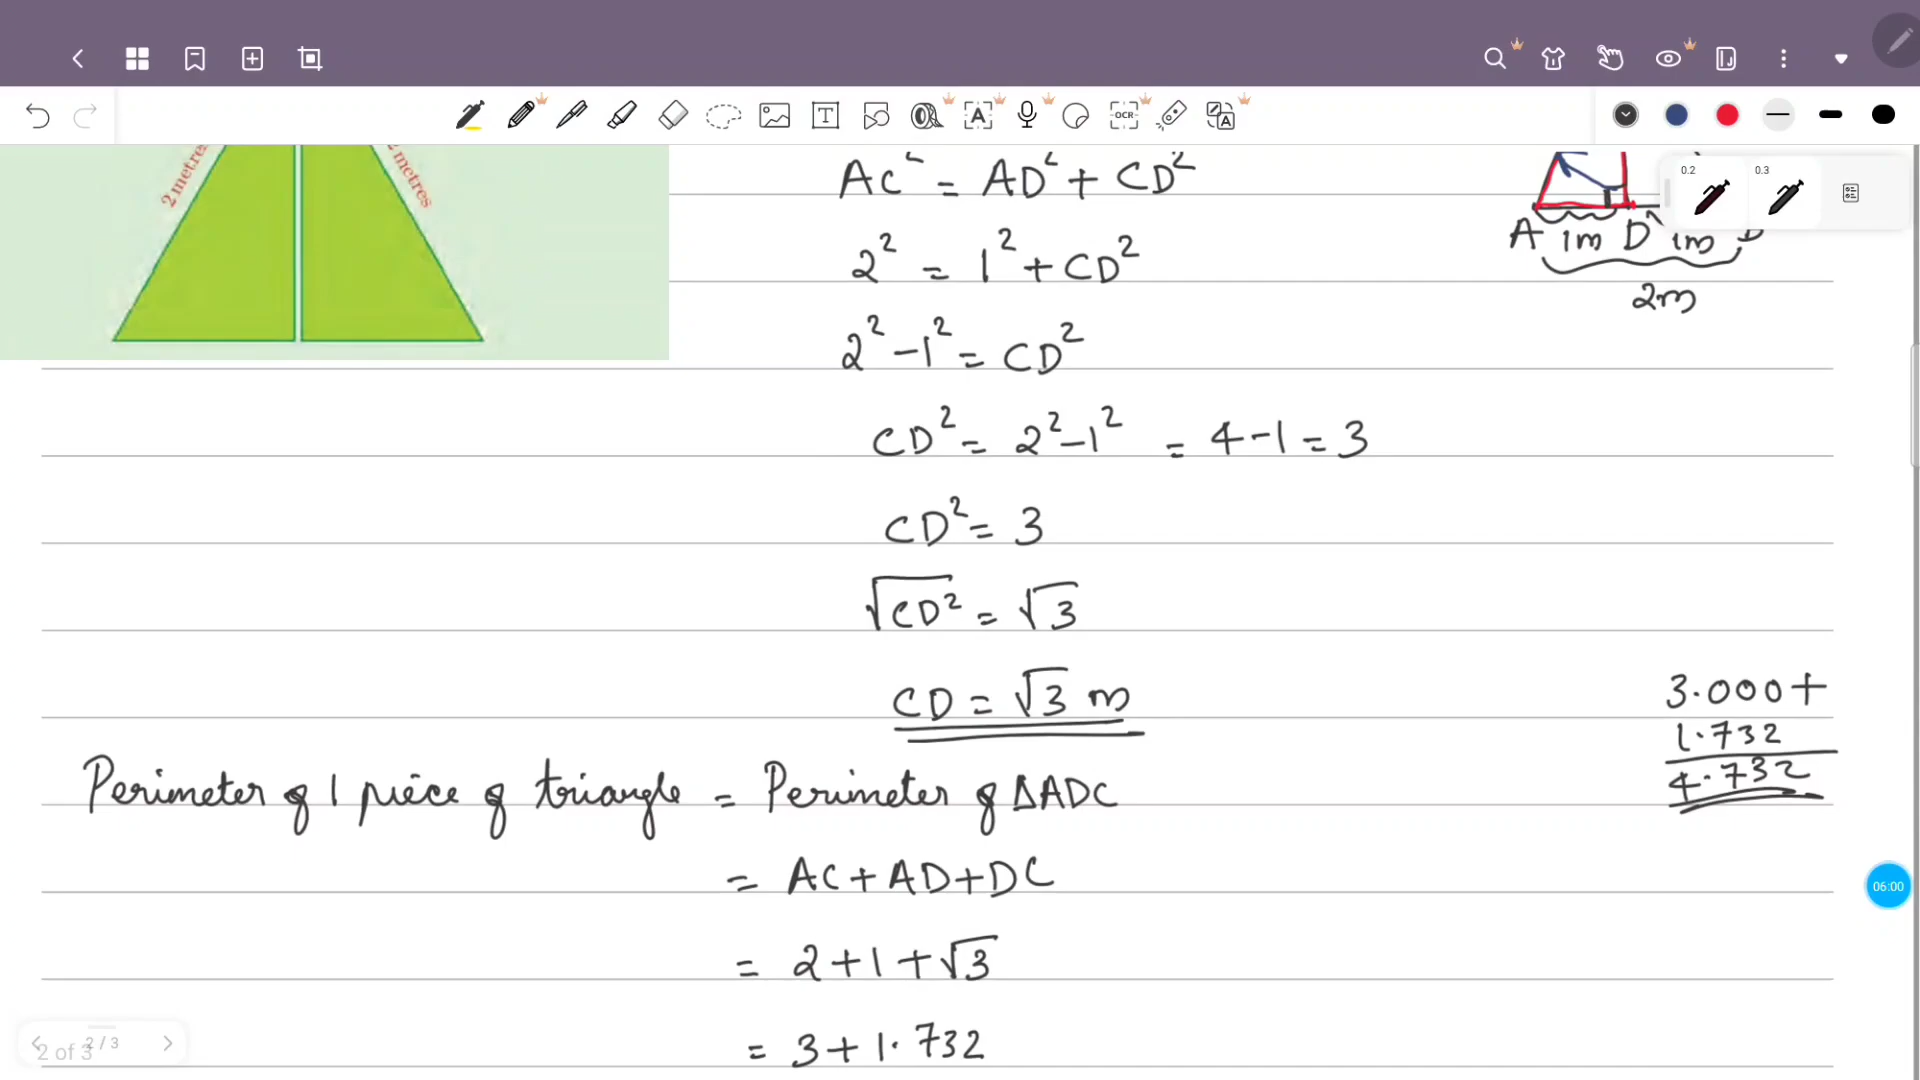 2 metres
2 metres
AC² = AD² + CD²
2² = 1² + CD²
2² - 1² = CD²
CD² = 2² - 1² = 4 - 1 = 3
CD² = 3
√CD² = √3
CD = √3 m
Perimeter of 1 piece of triangle = Perimeter of ΔADC
= AC + AD + DC
= 2 + 1 + √3
= 3 + 1.732
A 1m D 1m B
2m
3.000 +
1.732
4.732
0.2
0.3
OCR
A
A
T
06:00
2 of 3
2 / 3